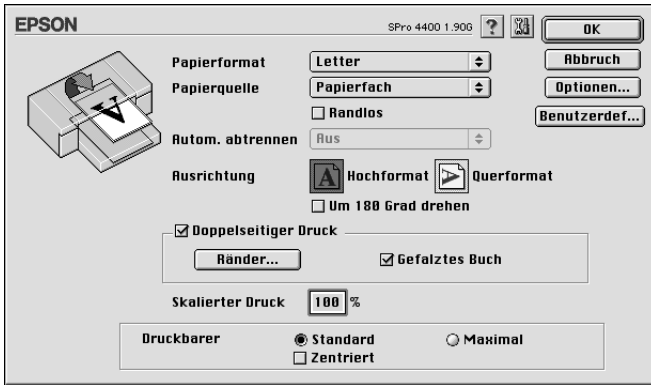 EPSON
SPro 4400 1.90G ?
OK
Papierformat Letter
Abbruch
Papierquelle Papierfach
Optionen...
Randlos
Benutzerdef...
Autom. abtrennen Aus
Ausrichtung A Hochformat A Querformat
Um 180 Grad drehen
Doppelseitiger Druck
Ränder... Gefalztes Buch
Skalierter Druck 100 %
Druckbarer Standard Maximal
Zentriert